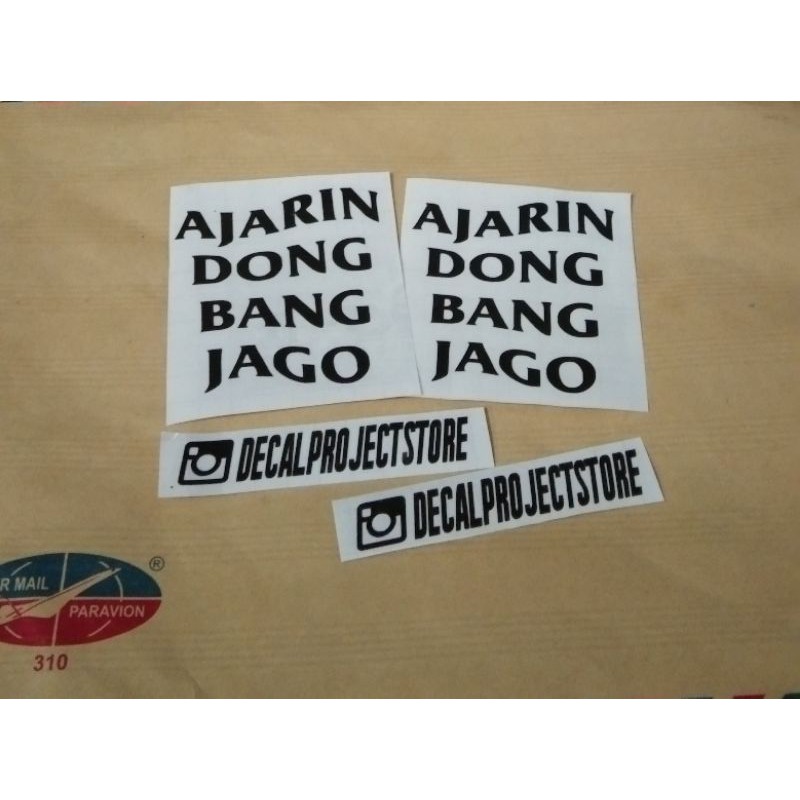 AJARIN
DONG
BANG
JAGO
AJARIN
DONG
BANG
JAGO
DECALPROJECTSTORE
DECALPROJECTSTORE
R MAIL
PARAVION
®
310